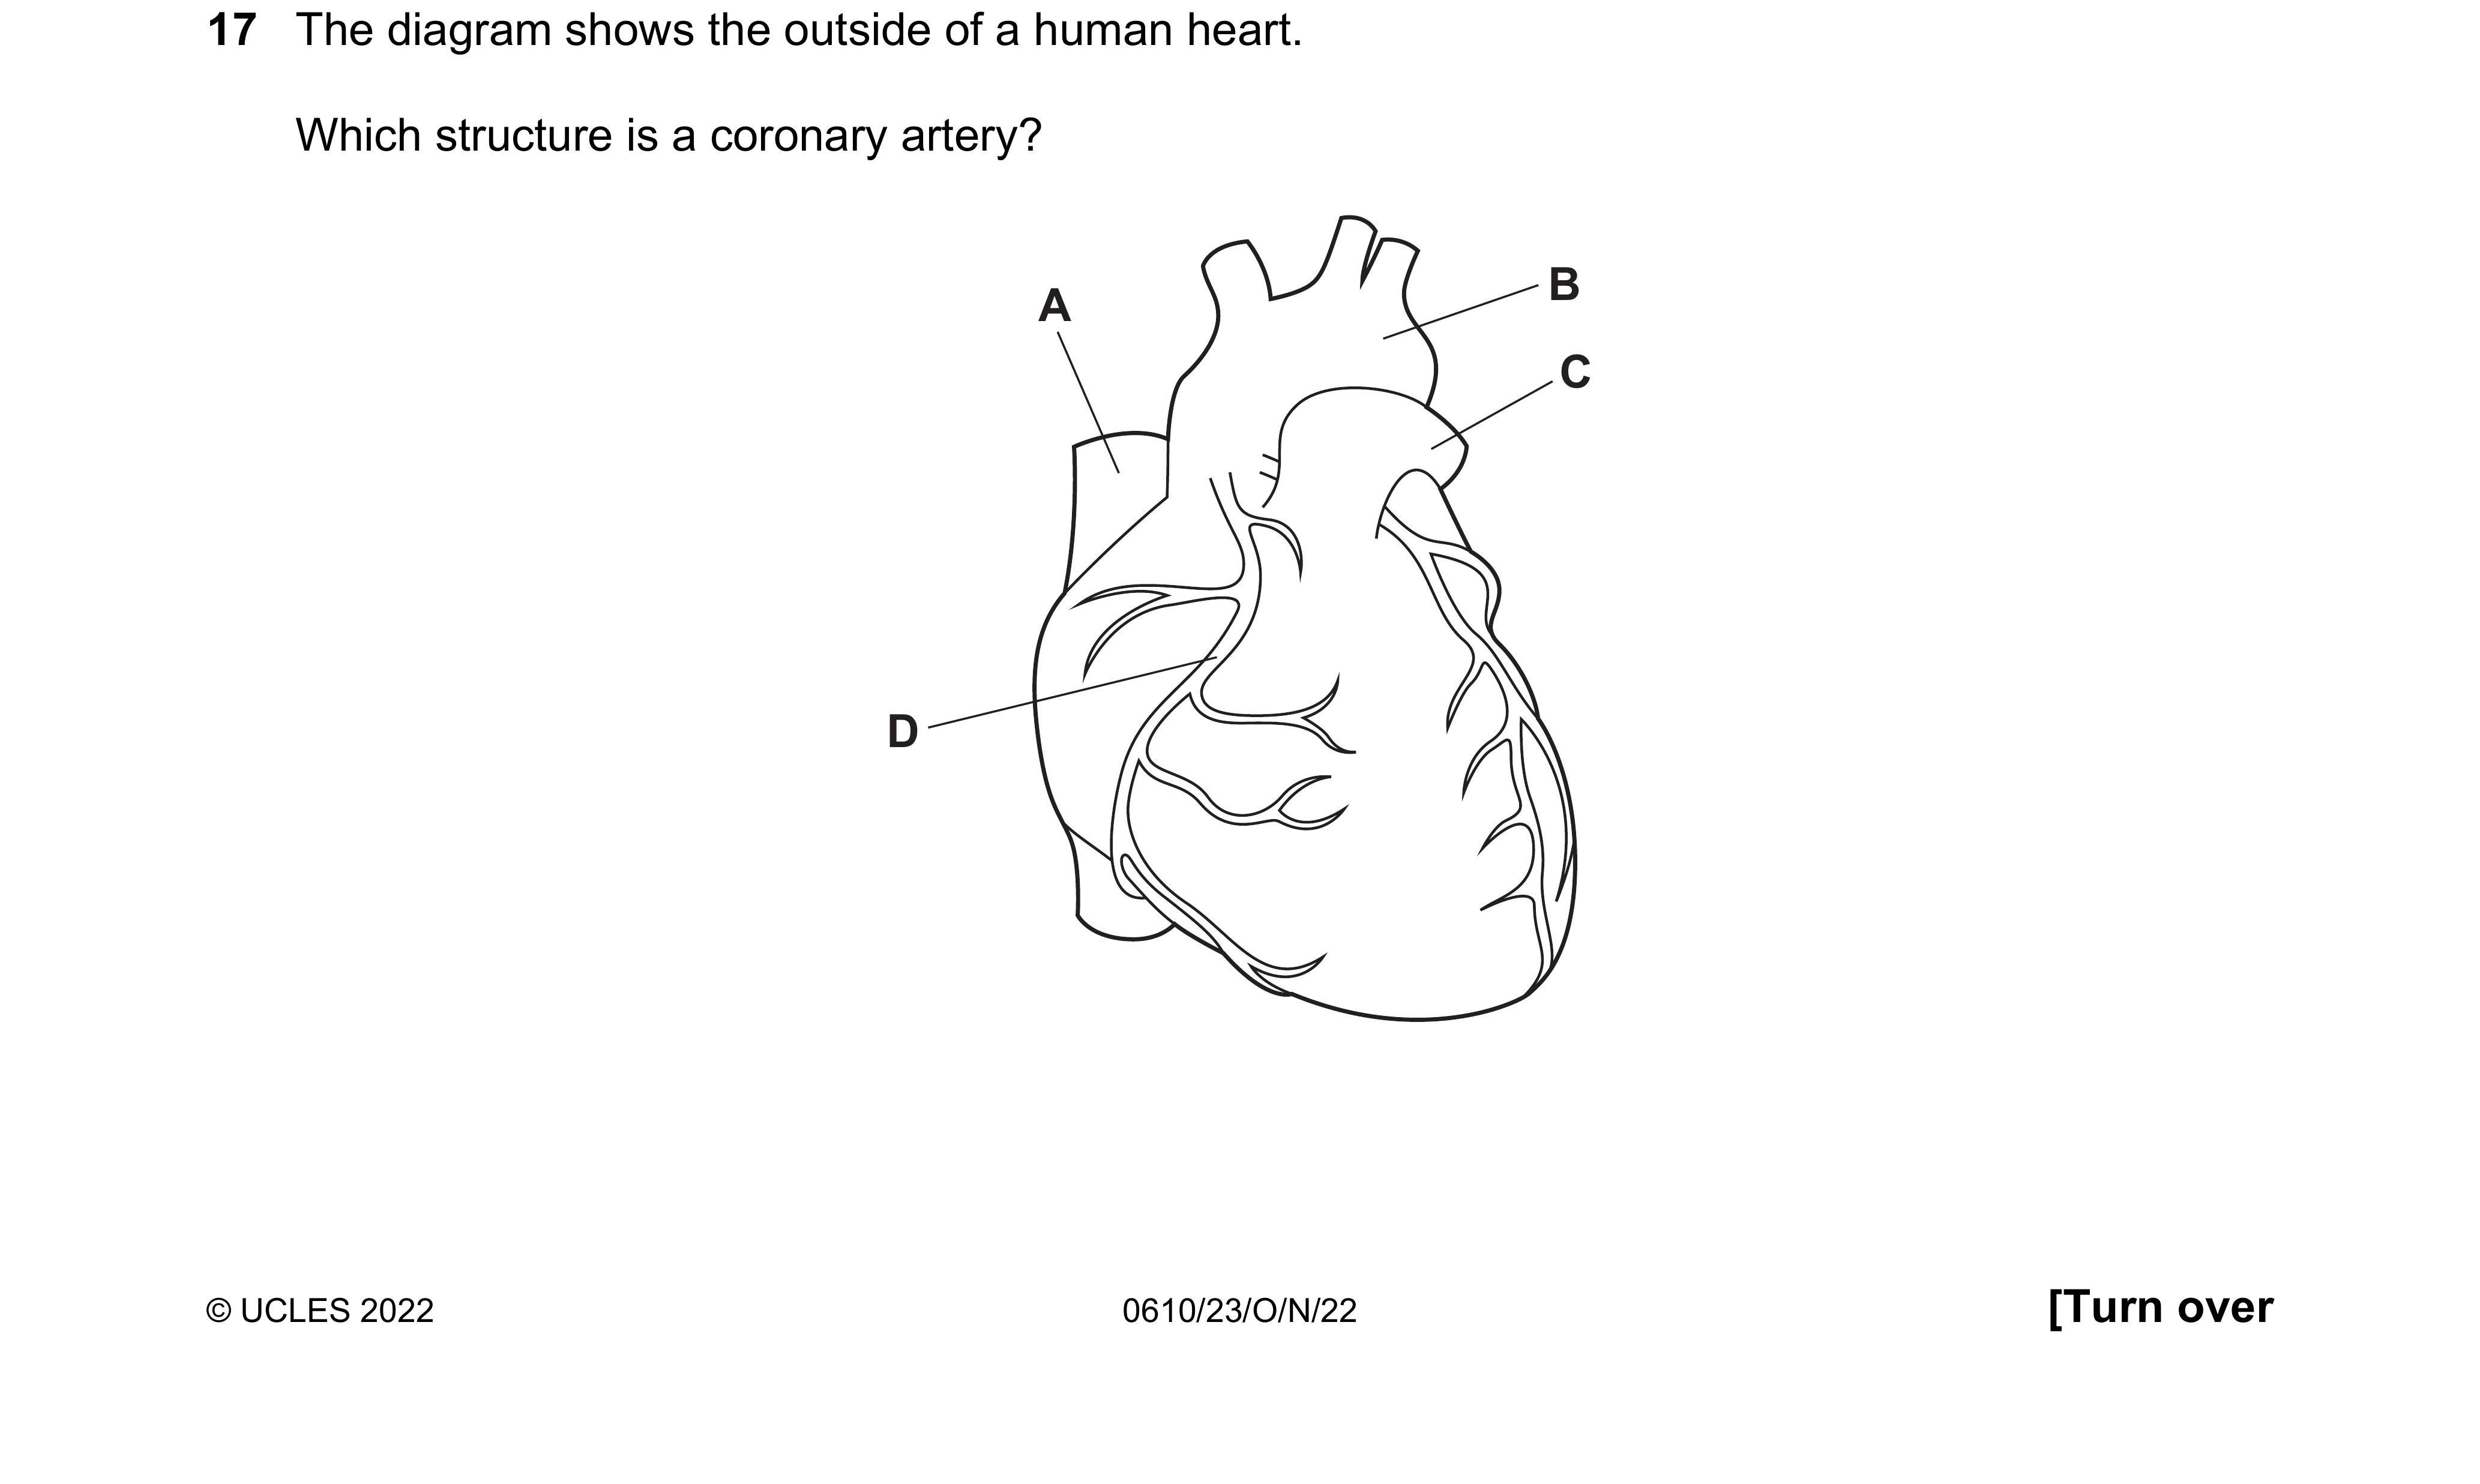 17 The diagram shows the outside of a human heart.
Which structure is a coronary artery?
A
B
C
D
© UCLES 2022 0610/23/O/N/22 [Turn over